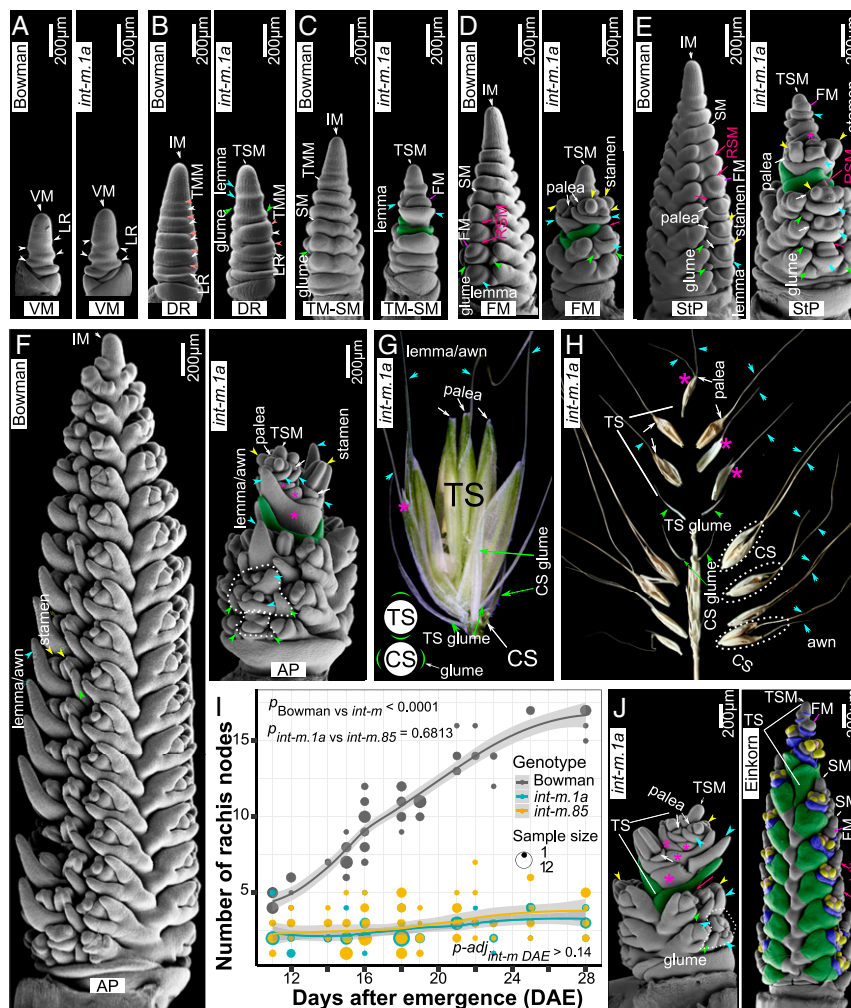 A
Bowman
200µm
VM
LR
int-m.1a
200µm
VM
LR
VM
VM
B
Bowman
200µm
IM
TMM
LR
DR
int-m.1a
200µm
TSM
lemma
glume
TMM
LR
DR
C
Bowman
200µm
IM
TMM
SM
TM-SM
int-m.1a
200µm
TSM
FM
lemma
TM-SM
D
Bowman
200µm
IM
SM
FM
RSM
glume
lemma
FM
int-m.1a
200µm
TSM
stamen
palea
FM
E
Bowman
200µm
IM
SM
RSM
FM
stamen
palea
glume
lemma
StP
int-m.1a
200µm
TSM
FM
stamen
*
palea
RSM
glume
StP
F
Bowman
200µm
IM
stamen
lemma/awn
AP
int-m.1a
200µm
palea
TSM
stamen
lemma/awn
*
*
AP
G
int-m.1a
lemma/awn
palea
TS
*
CS glume
TS
TS glume
CS
CS
glume
H
int-m.1a
*
palea
TS
*
*
TS glume
CS
CS glume
CS
awn
I
pBowman vs int-m < 0.0001
pint-m.1a vs int-m.85 = 0.6813
Genotype
Bowman
int-m.1a
int-m.85
Sample size
1
12
p-adjint-m DAE > 0.14
Number of rachis nodes
15
10
5
12
16
20
24
28
Days after emergence (DAE)
J
int-m.1a
200µm
TSM
palea
TS
*
*
*
*
glume
Einkorn
200µm
TSM
FM
TS
SM
SM
FM